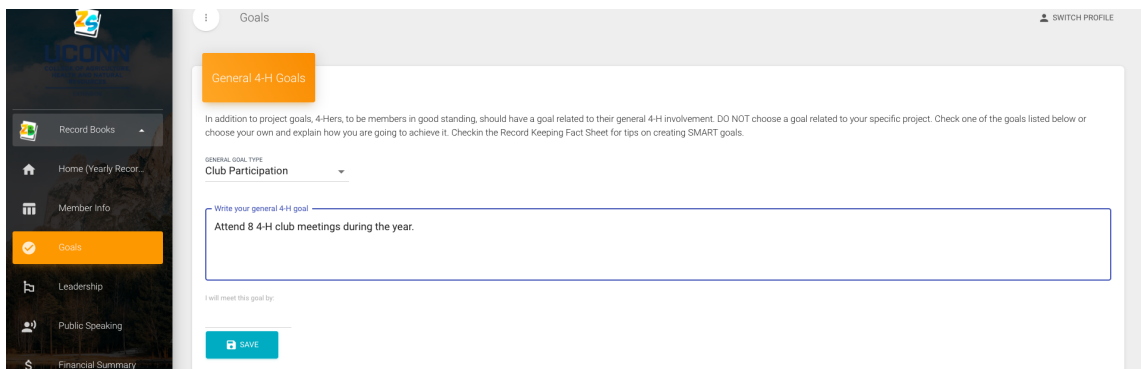 Goals
SWITCH PROFILE
UCONN
General 4-H Goals
In addition to project goals, 4-Hers, to be members in good standing, should have a goal related to their general 4-H involvement. DO NOT choose a goal related to your specific project. Check one of the goals listed below or
choose your own and explain how you are going to achieve it. Checkin the Record Keeping Fact Sheet for tips on creating SMART goals.
Record Books
GENERAL GOAL TYPE
Club Participation
Home (Yearly Recor...
Member Info
Write your general 4-H goal
Attend 8 4-H club meetings during the year.
Goals
Leadership
I will meet this goal by:
Public Speaking
SAVE
$ Financial Summary